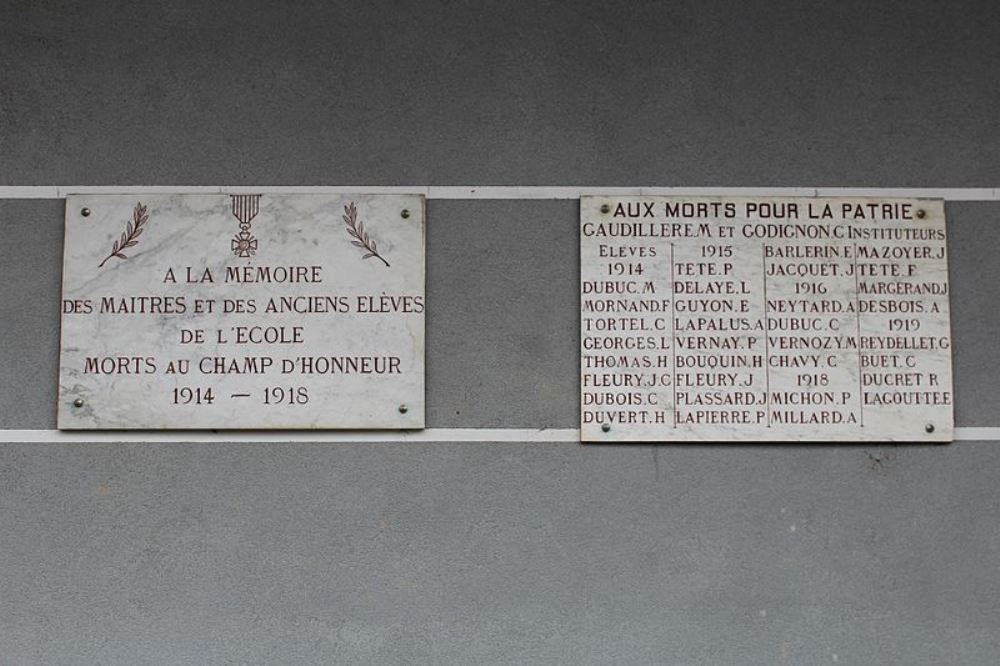 A LA MÉMOIRE
DES MAITRES ET DES ANCIENS ELÈVES
DE L'ECOLE
MORTS AU CHAMP D'HONNEUR
1914 — 1918
AUX MORTS POUR LA PATRIE
GAUDILLERE.M ET GODIGNON.C INSTITUTEURS
ELEVES
1914
DUBUC.M
MORNAND.F
TORTEL.C
GEORGES.L
THOMAS.H
FLEURY.J.C
DUBOIS.C
DUVERT.H
1915
TETE.P
DELAYE.L
GUYON.E
LAPALUS.A
VERNAY.P
BOUQUIN.H
FLEURY.J
PLASSARD.J
LAPIERRE.P
BARLERIN.E
JACQUET.J
1916
NEYTARD.A
DUBUC.C
VERNOZY.M
CHAVY.C
1918
MICHON.P
MILLARD.A
MAZOYER.J
TETE.F
MARGERAND.J
DESBOIS.A
1919
REYDELLET.G
BUET.C
DUCRET R
LAGOUTTE.E